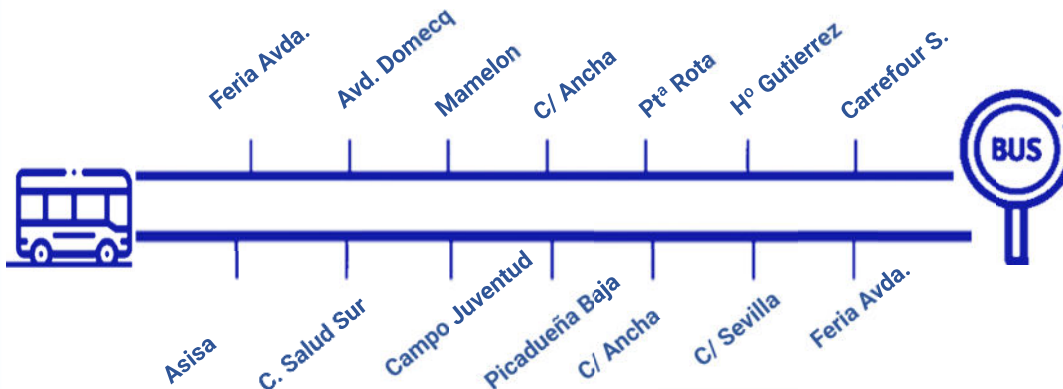 Feria Avda.
Avd. Domecq
Mamelon
C/ Ancha
Ptª Rota
Hº Gutierrez
Carrefour S.
BUS
Asisa
C. Salud Sur
Campo Juventud
Picadueña Baja
C/ Ancha
C/ Sevilla
Feria Avda.